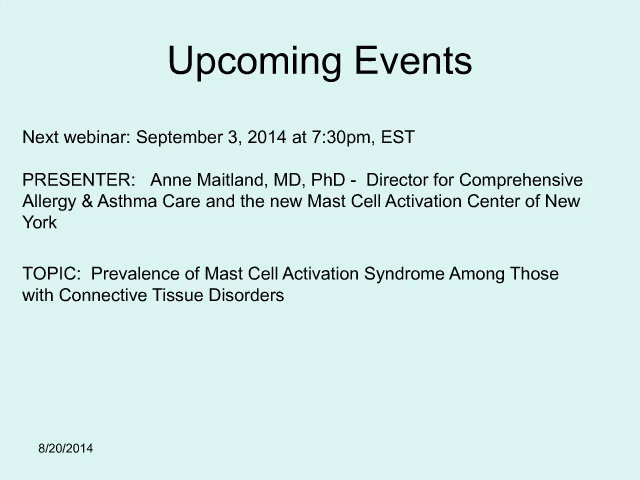 Upcoming Events
Next webinar: September 3, 2014 at 7:30pm, EST
PRESENTER:   Anne Maitland, MD, PhD -  Director for Comprehensive
Allergy & Asthma Care and the new Mast Cell Activation Center of New
York
TOPIC:  Prevalence of Mast Cell Activation Syndrome Among Those
with Connective Tissue Disorders
8/20/2014